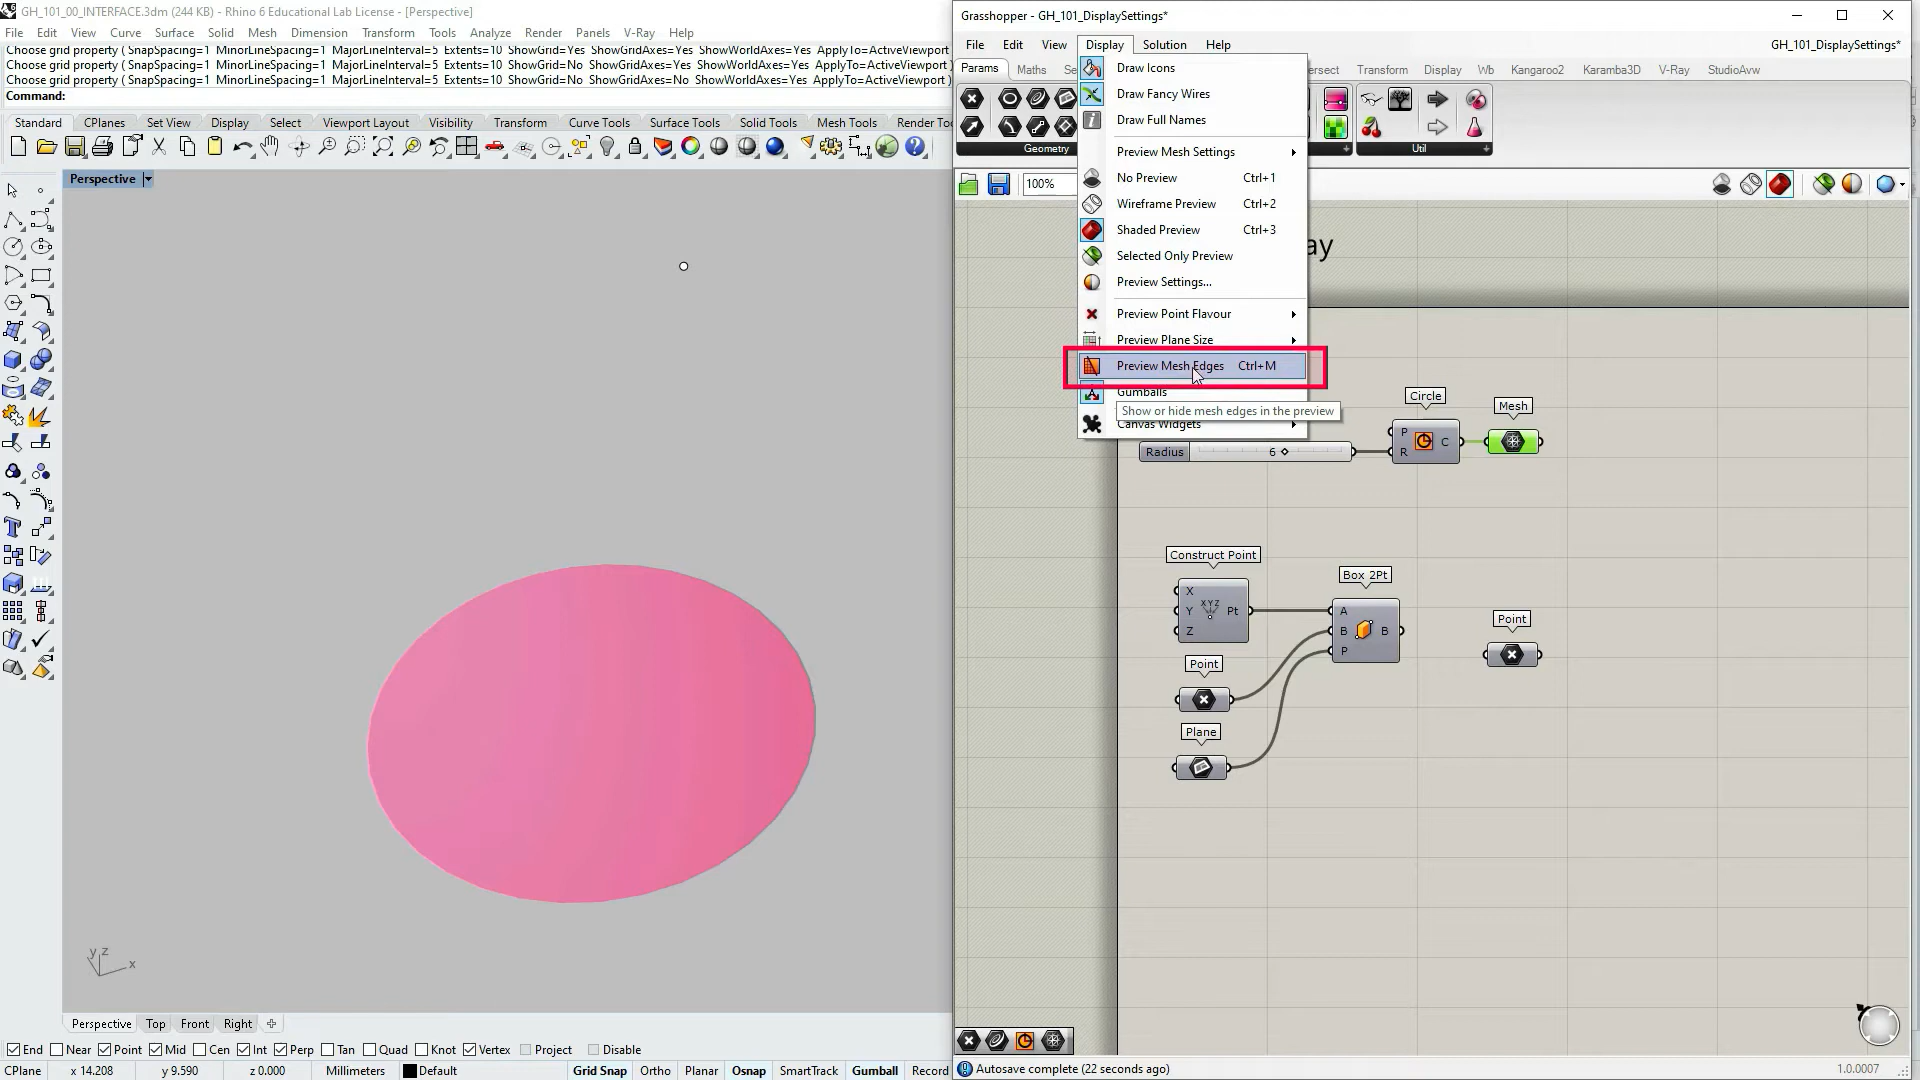 GH_101_00_INTERFACE.3dm (244 KB) - Rhino 6 Educational Lab License - [Perspective]
File Edit View Curve Surface Solid Mesh Dimension Transform Tools Analyze Render Panels V-Ray Help
Choose grid property ( SnapSpacing=1 MinorLineSpacing=1 MajorLineInterval=5 Extents=10 ShowGrid=Yes ShowGridAxes=Yes ShowWorldAxes=Yes ApplyTo=ActiveViewport
Choose grid property ( SnapSpacing=1 MinorLineSpacing=1 MajorLineInterval=5 Extents=10 ShowGrid=No ShowGridAxes=Yes ShowWorldAxes=Yes ApplyTo=ActiveViewport )
Choose grid property ( SnapSpacing=1 MinorLineSpacing=1 MajorLineInterval=5 Extents=10 ShowGrid=No ShowGridAxes=No ShowWorldAxes=Yes ApplyTo=ActiveViewport )
Command:
Standard CPlanes Set View Display Select Viewport Layout Visibility Transform Curve Tools Surface Tools Solid Tools Mesh Tools Render To
Perspective
y z x
Perspective Top Front Right
End Near Point Mid Cen Int Perp Tan Quad Knot Vertex Project Disable
CPlane x 14.208 y 9.590 z 0.000 Millimeters Default Grid Snap Ortho Planar Osnap SmartTrack Gumball Record
Grasshopper - GH_101_DisplaySettings*
File Edit View Display Solution Help GH_101_DisplaySettings*
Params Maths Se ersect Transform Display Wb Kangaroo2 Karamba3D V-Ray StudioAvw
Geometry Util
100%
Draw Icons
Draw Fancy Wires
Draw Full Names
Preview Mesh Settings
No Preview Ctrl+1
Wireframe Preview Ctrl+2
Shaded Preview Ctrl+3
Selected Only Preview
Preview Settings...
Preview Point Flavour
Preview Plane Size
Preview Mesh Edges Ctrl+M
Gumballs
Show or hide mesh edges in the preview
Canvas Widgets
ay
Circle Mesh
P R C
Radius 6
Construct Point
X Y Z XYZ Pt
Box 2Pt
A B P B
Point
Point
Plane
Autosave complete (22 seconds ago) 1.0.0007